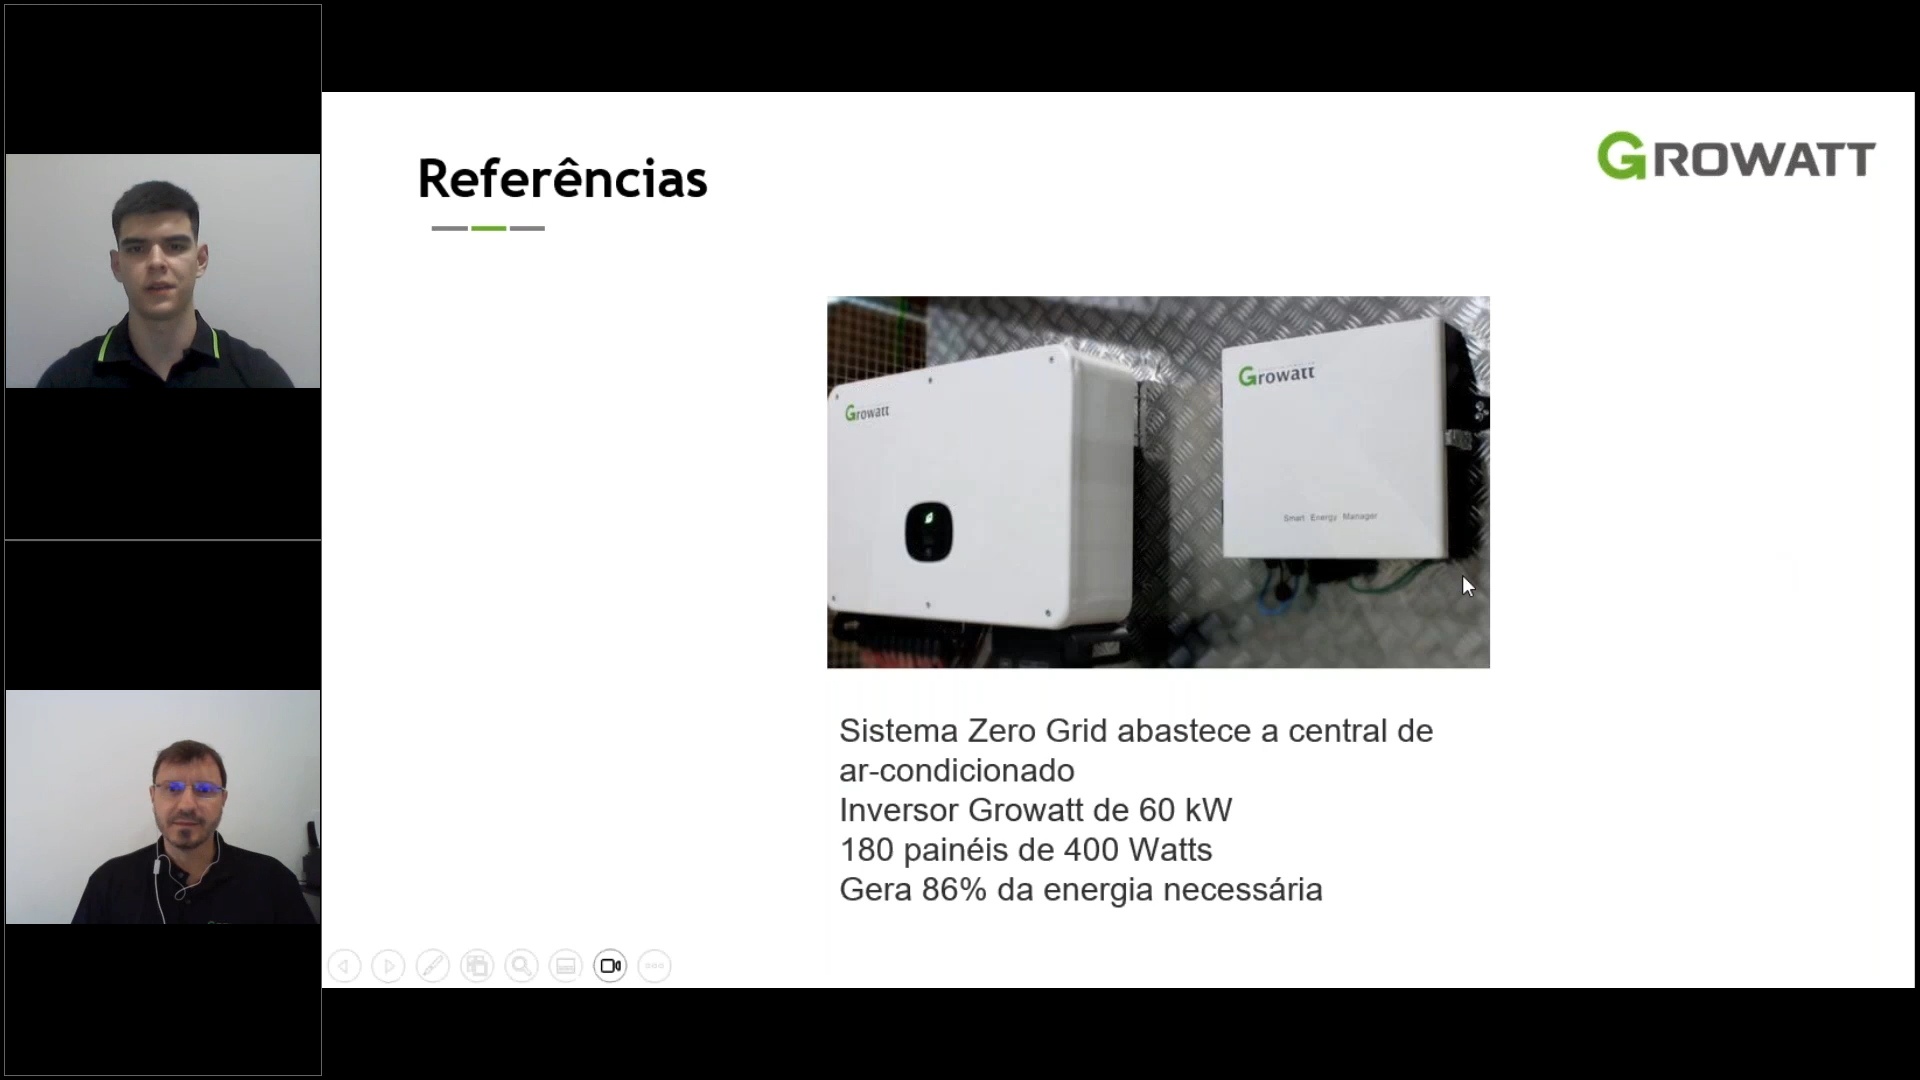 Referências
GROWATT
Growatt
Growatt
Smart Energy Manager
Sistema Zero Grid abastece a central de
ar-condicionado
Inversor Growatt de 60 kW
180 painéis de 400 Watts
Gera 86% da energia necessária